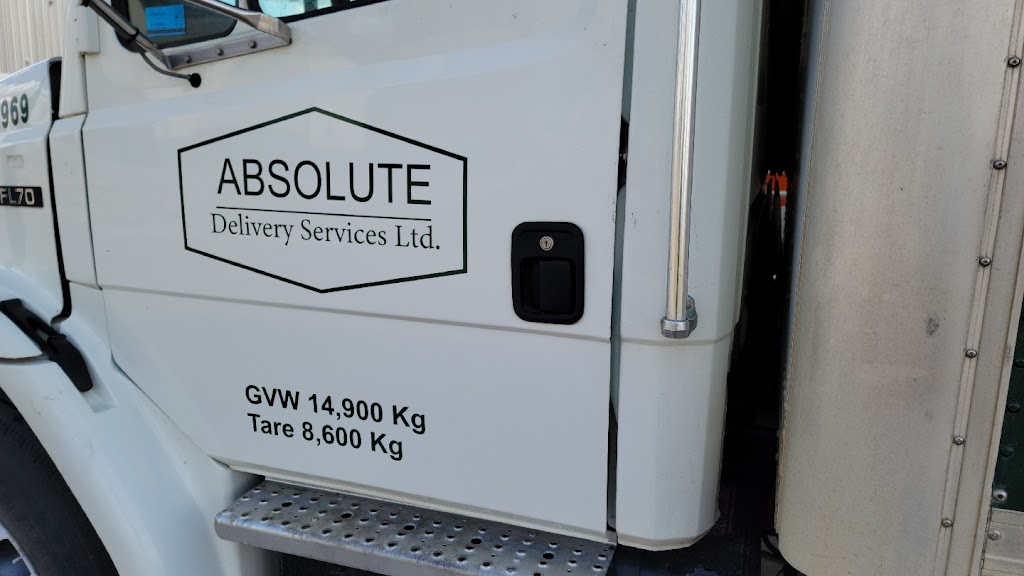 969
FL70
ABSOLUTE
Delivery Services Ltd.
GVW 14,900 Kg
Tare 8,600 Kg